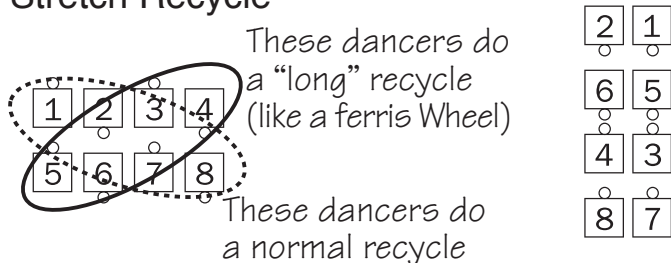 Stretch Recycle
These dancers do
a “long” recycle
(like a ferris Wheel)
1 2 3 4
5 6 7 8
These dancers do
a normal recycle
2 1
6 5
4 3
8 7